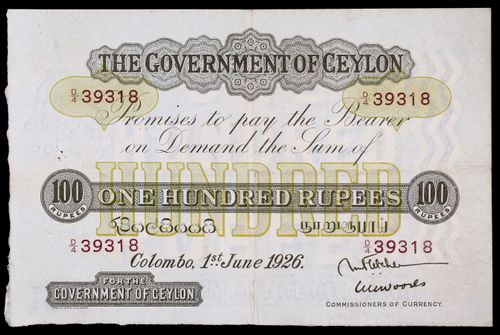 THE GOVERNMENT OF CEYLON
D/4 39318 D/4 39318
Promises to pay the Bearer
on Demand the Sum of
HUNDRED
100 RUPEES ONE HUNDRED RUPEES 100 RUPEES
நூறு ரூபாய்
D/4 39318 D/4 39318
Colombo, 1st June 1926.
FOR THE
GOVERNMENT OF CEYLON
COMMISSIONERS OF CURRENCY.